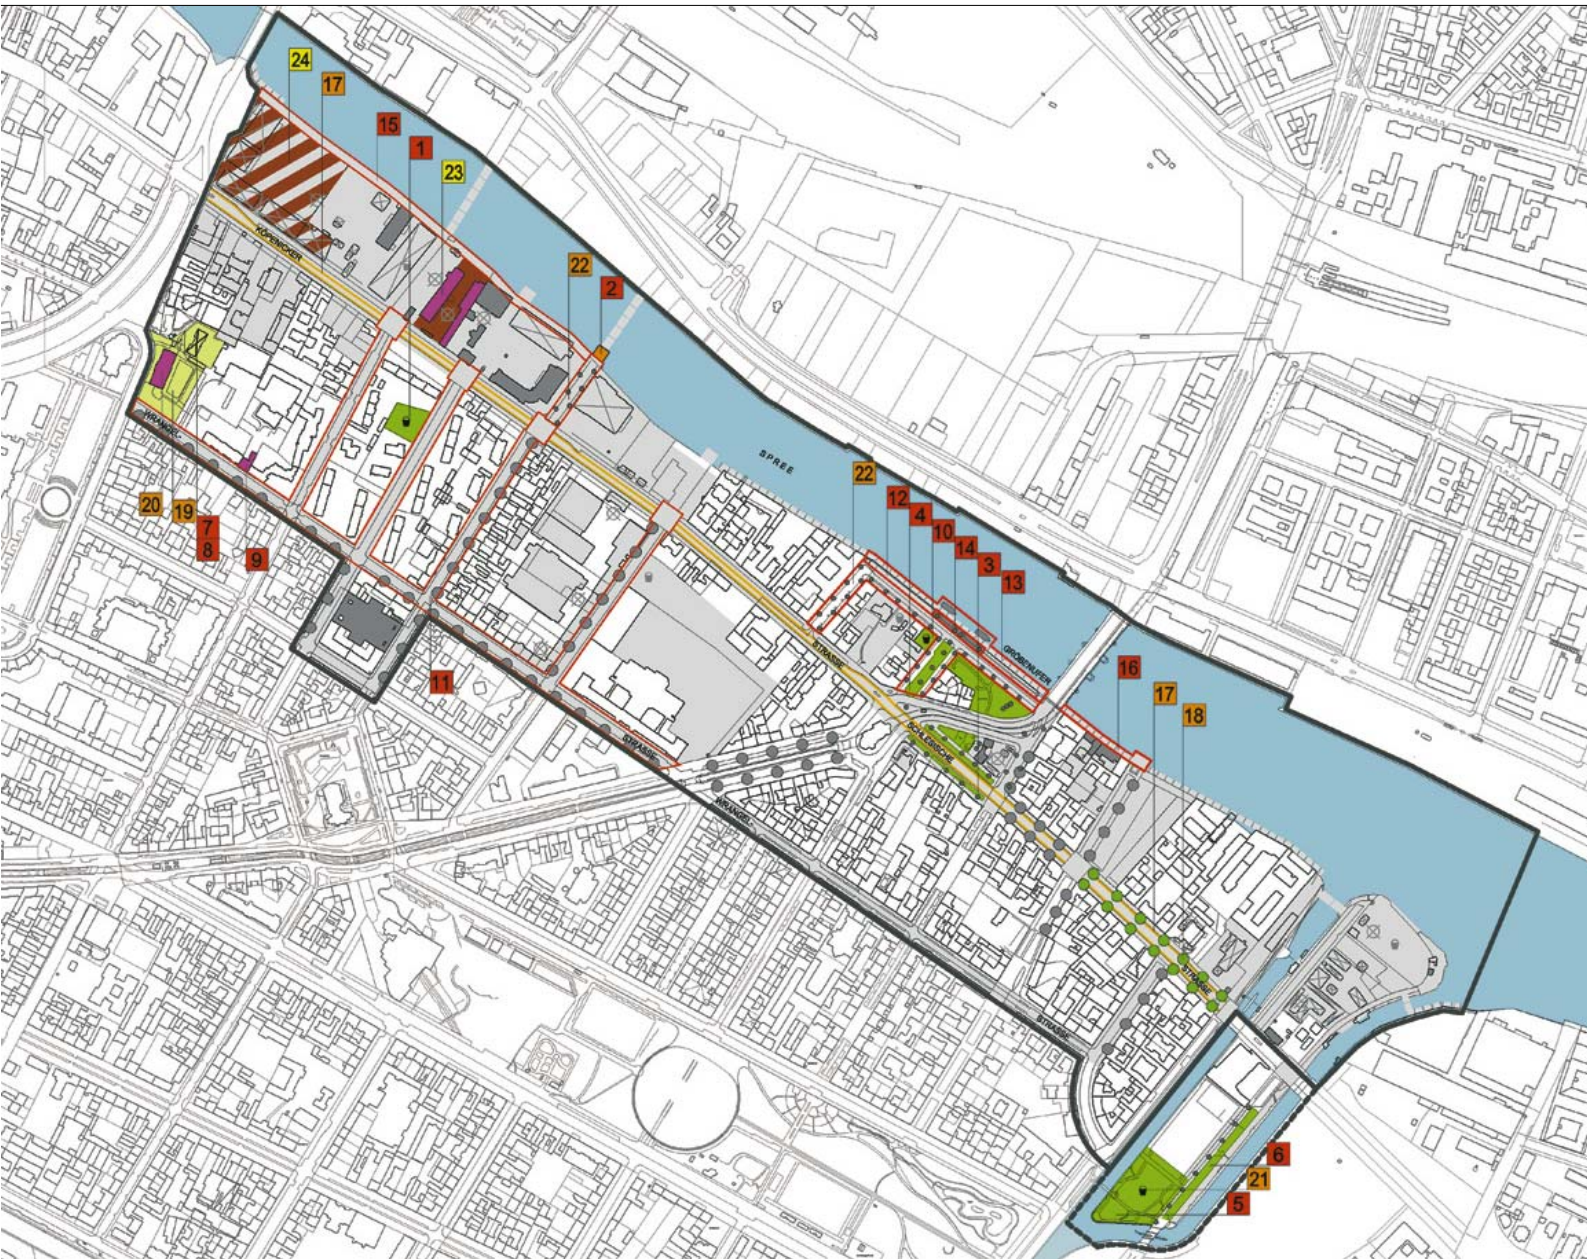 24
17
15
1
23
KÖPENICKER
22
2
WRANGEL-
SPREE
22
12
4
10
14
3
13
20
19
7
8
9
STRASSE
GRÖBENUFER
11
16
17
18
SCHLESISCHE
STRASSE
WRANGEL-
STRASSE
STRASSE
6
21
5